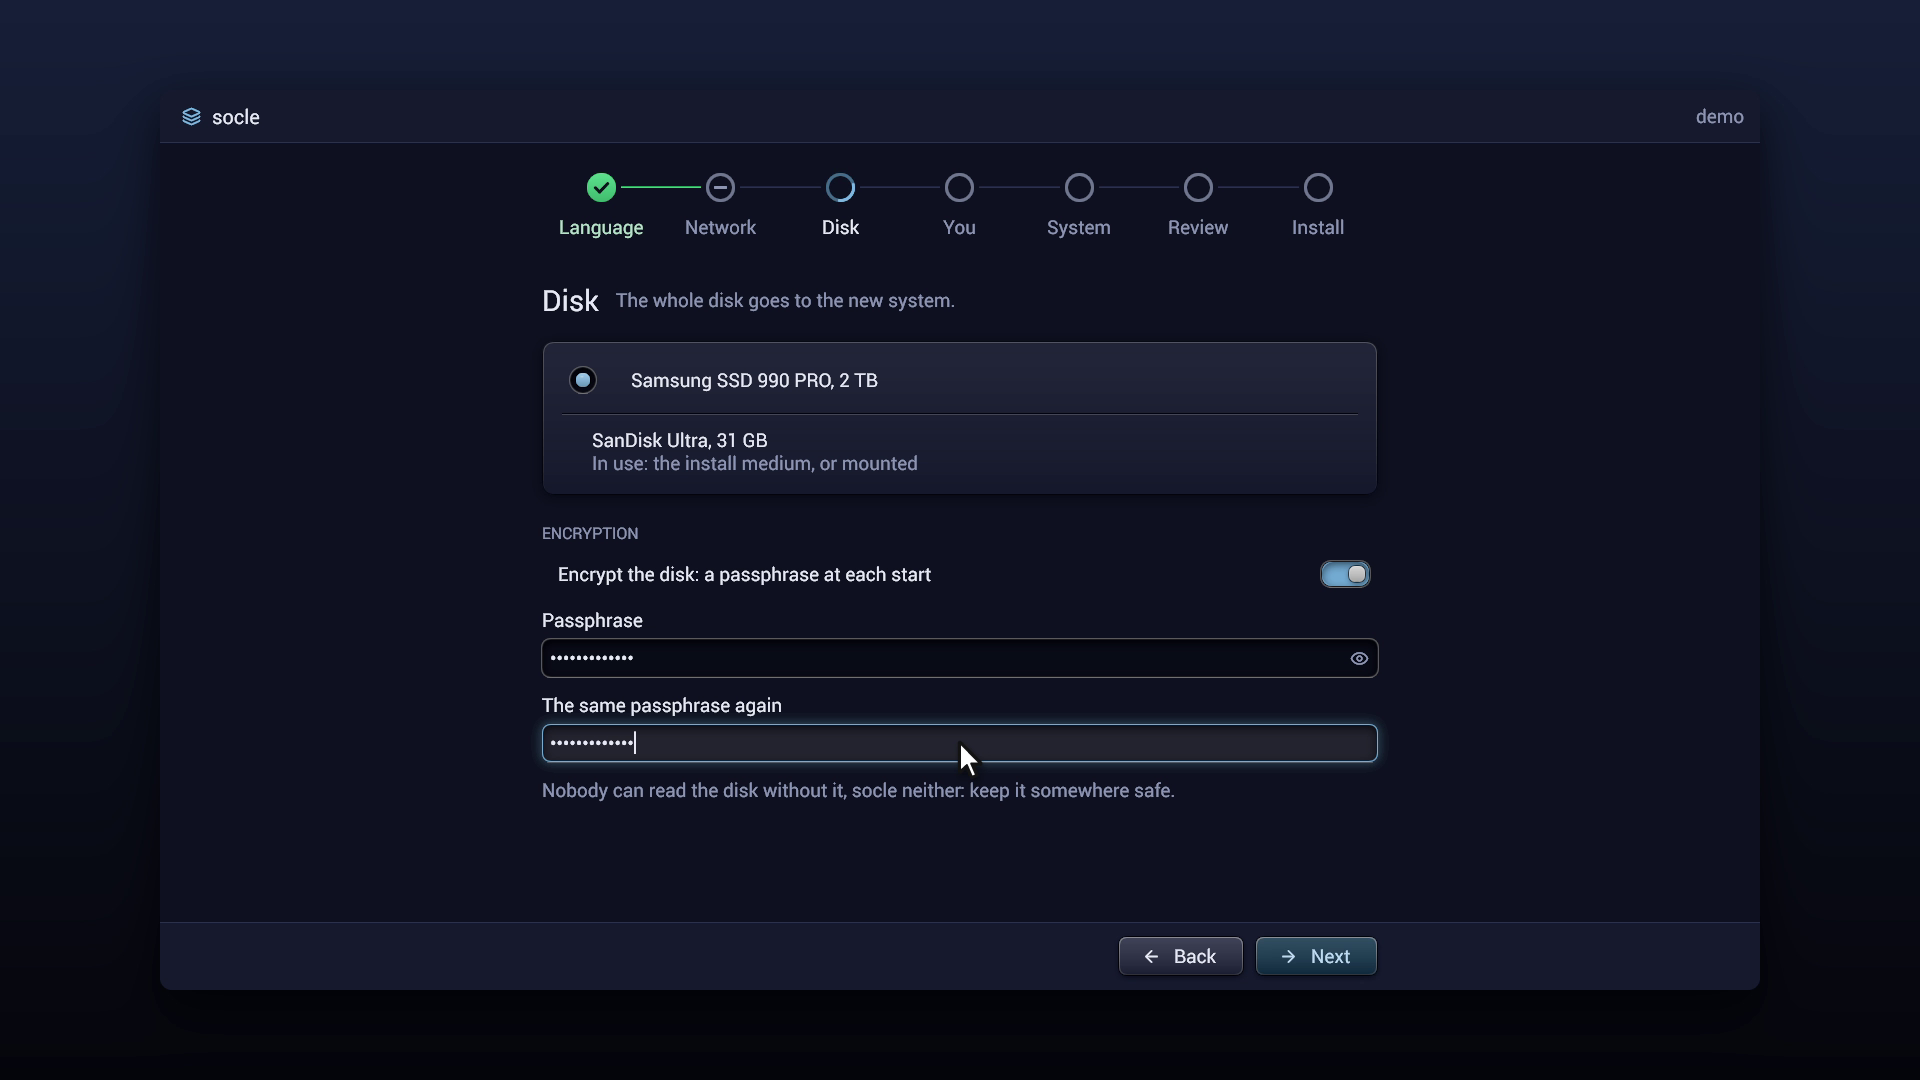 socle
demo
Language
Network
Disk
You
System
Review
Install
Disk
The whole disk goes to the new system.
Samsung SSD 990 PRO, 2 TB
SanDisk Ultra, 31 GB
In use: the install medium, or mounted
ENCRYPTION
Encrypt the disk: a passphrase at each start
Passphrase
•••••••••••••
The same passphrase again
•••••••••••••
Nobody can read the disk without it, socle neither: keep it somewhere safe.
Back
Next